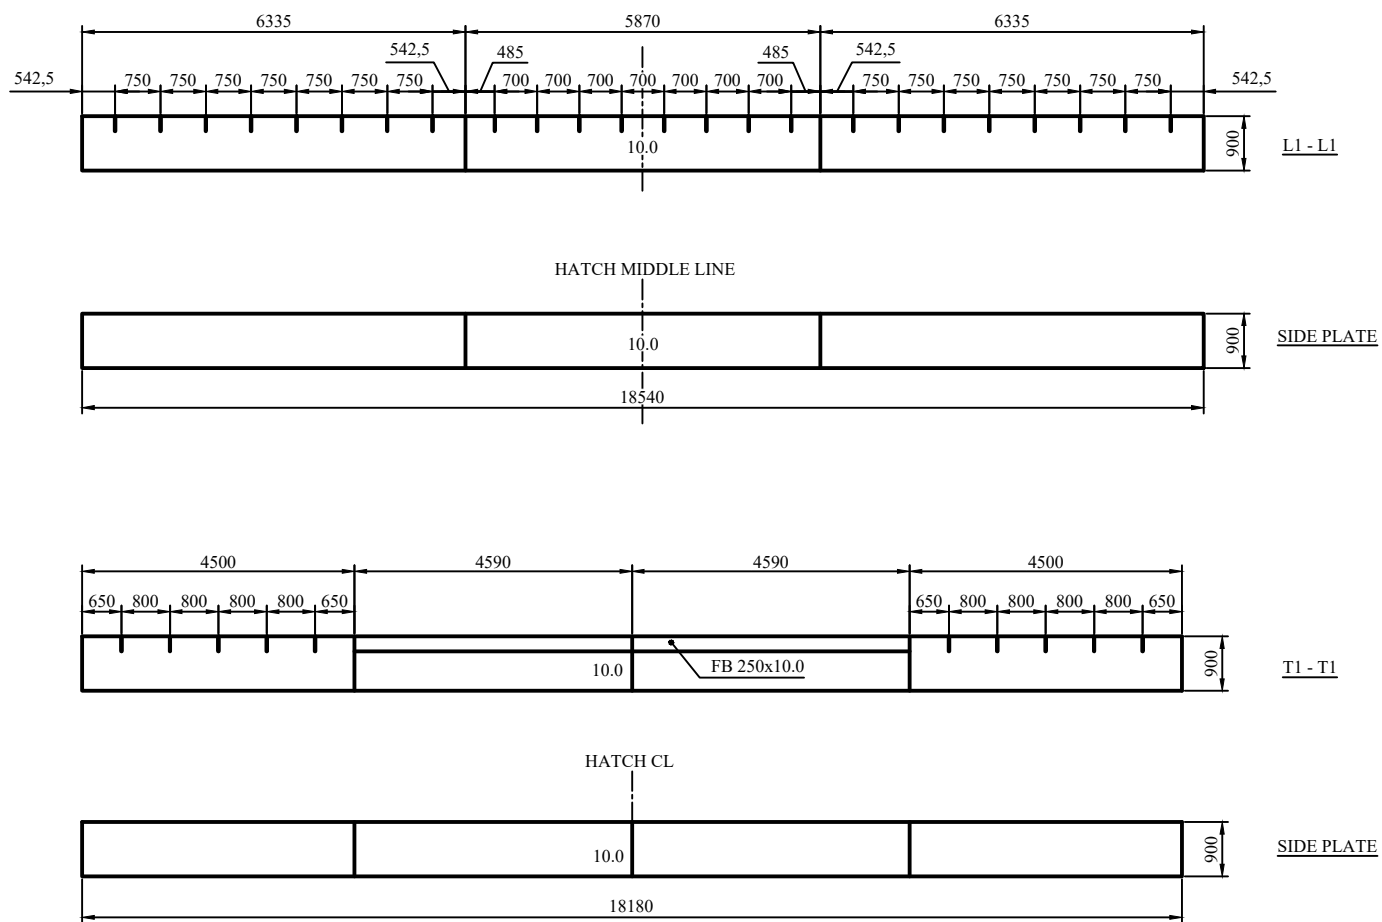 6335 5870 6335
542,5 485 485 542,5
542,5 750 750 750 750 750 750 750 700 700 700 700 700 700 700 750 750 750 750 750 750 750 542,5
10.0 900 L1 - L1
HATCH MIDDLE LINE
10.0 900 SIDE PLATE
18540
4500 4590 4590 4500
650 800 800 800 800 650 650 800 800 800 800 650
10.0 FB 250x10.0 900 T1 - T1
HATCH CL
10.0 900 SIDE PLATE
18180